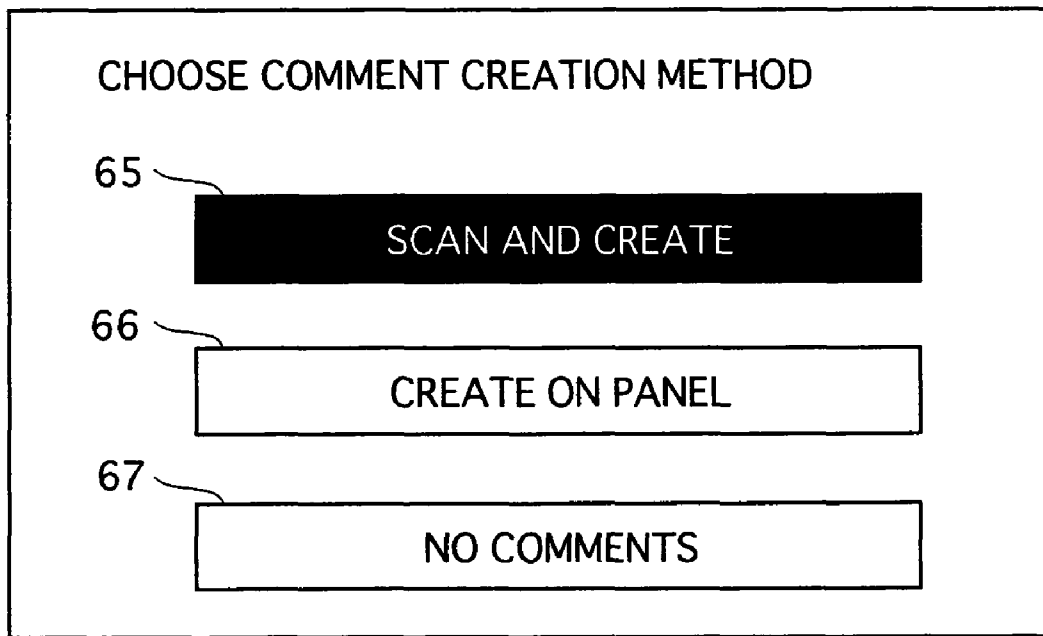 CHOOSE COMMENT CREATION METHOD
65
SCAN AND CREATE
66
CREATE ON PANEL
67
NO COMMENTS